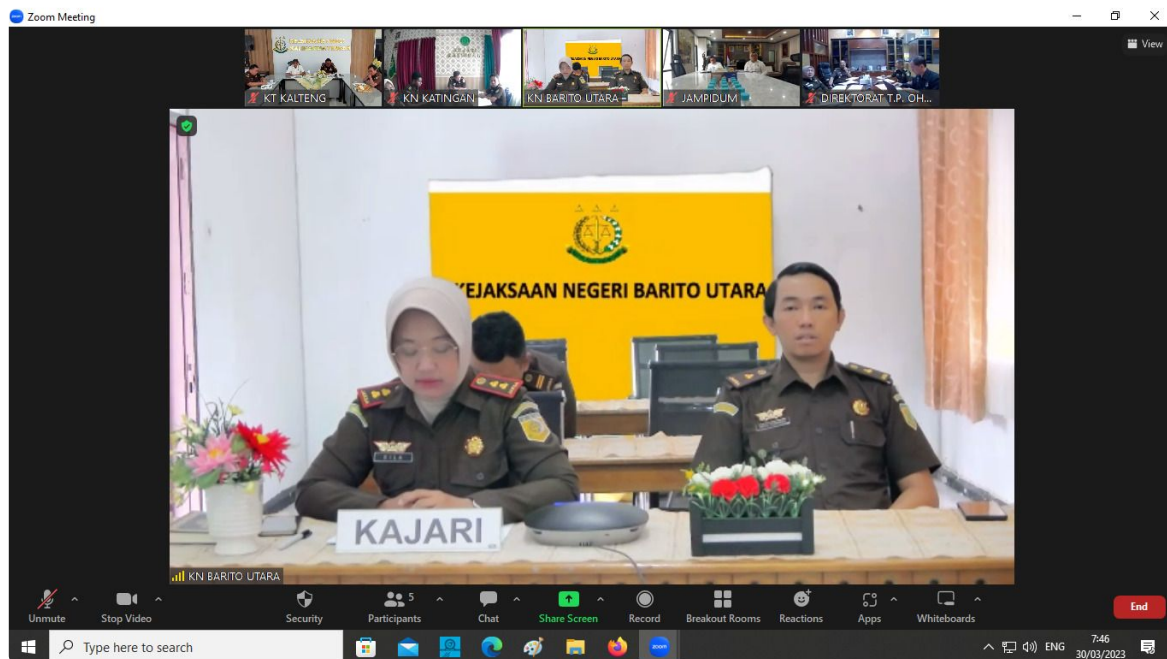 Zoom Meeting
View
KT KALTENG
KN KATINGAN
KN BARITO UTARA
JAMPIDUM
DIREKTORAT T.P. OH...
KEJAKSAAN NEGERI BARITO UTARA
KAJARI
KN BARITO UTARA
Unmute
Stop Video
Security
Participants
5
Chat
Share Screen
Record
Breakout Rooms
Reactions
Apps
Whiteboards
End
Type here to search
zoom
ENG
7:46
30/03/2023